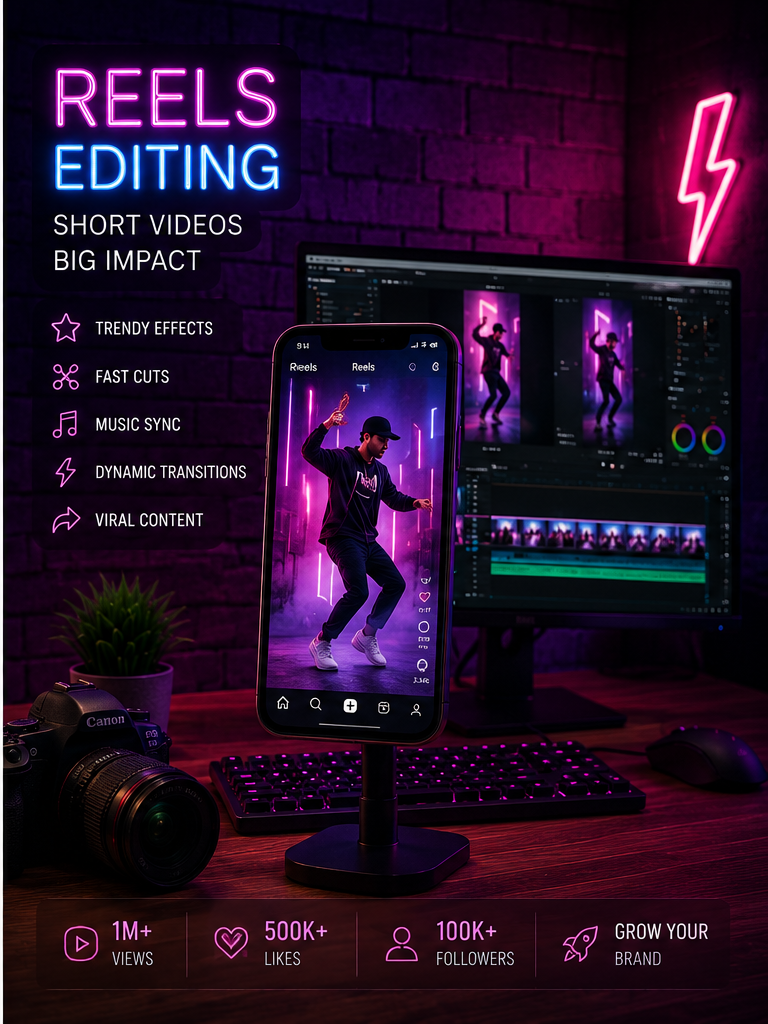 REELS
EDITING
SHORT VIDEOS
BIG IMPACT
TRENDY EFFECTS
FAST CUTS
MUSIC SYNC
DYNAMIC TRANSITIONS
VIRAL CONTENT
Reels Reels
Canon
1M+
VIEWS
500K+
LIKES
100K+
FOLLOWERS
GROW YOUR
BRAND